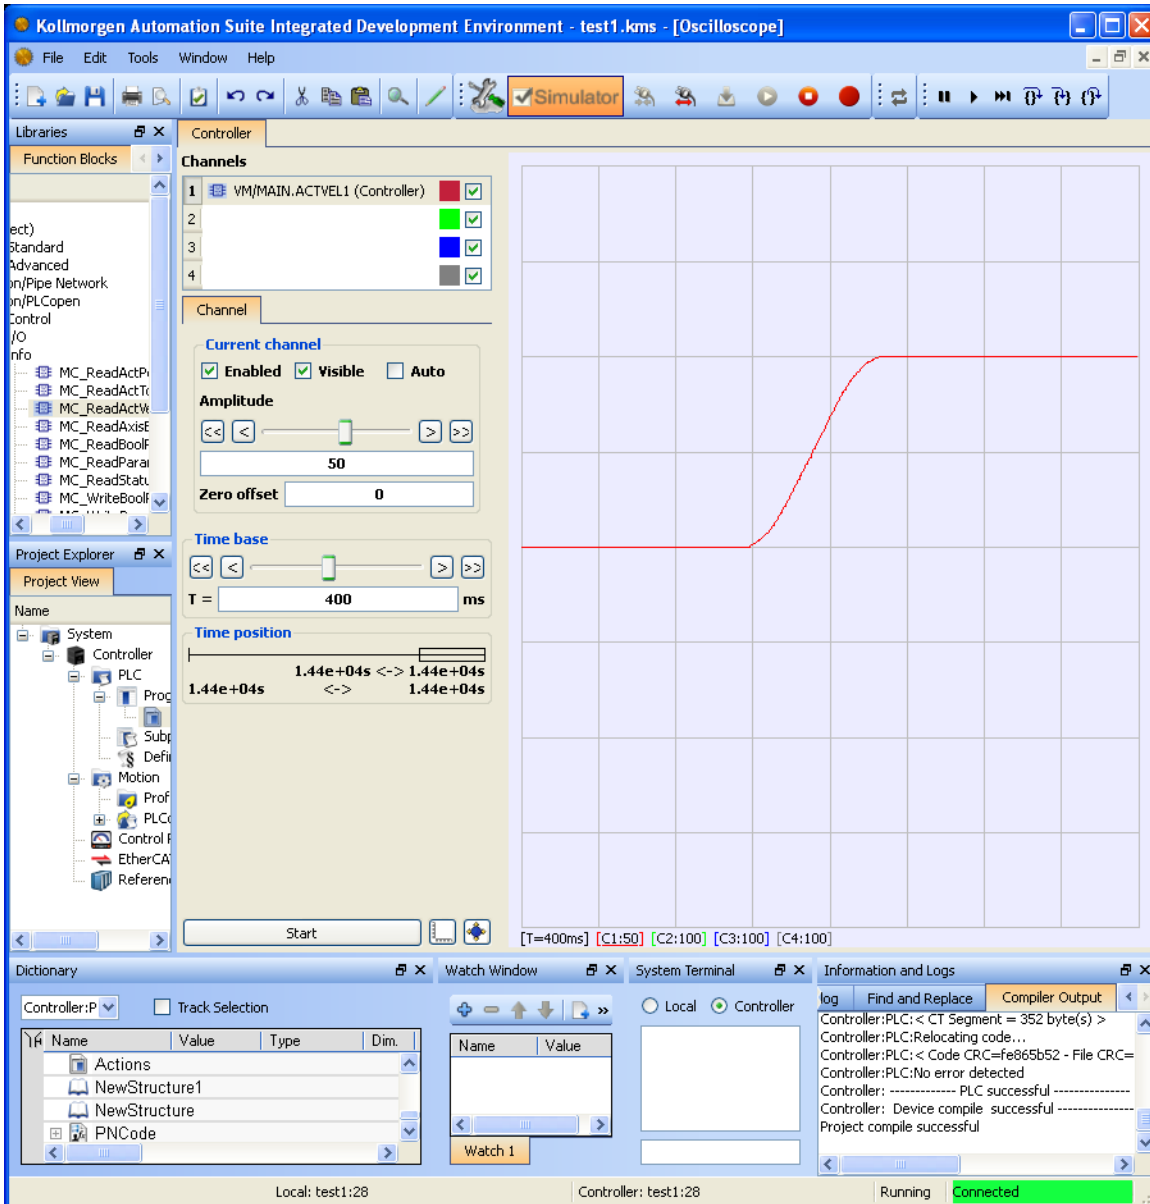 Kollmorgen Automation Suite Integrated Development Environment - test1.kms - [Oscilloscope]
File Edit Tools Window Help
Simulator
Libraries
Function Blocks
Controller
Channels
1 VM/MAIN.ACTVEL1 (Controller)
2
3
4
ect)
Standard
Advanced
on/Pipe Network
on/PLCopen
Control
I/O
nfo
MC_ReadActP
MC_ReadActTo
MC_ReadActVe
MC_ReadAxisE
MC_ReadBoolP
MC_ReadParar
MC_ReadStatu
MC_WriteBoolP
Channel
Current channel
Enabled Visible Auto
Amplitude
<< < > >>
50
Zero offset 0
Time base
<< < > >>
T = 400 ms
Time position
1.44e+04s <-> 1.44e+04s
1.44e+04s <-> 1.44e+04s
Start
Project Explorer
Project View
Name
System
Controller
PLC
Prog
Subp
Defi
Motion
Prof
PLCo
Control P
EtherCA
Referen
[T=400ms] [C1:50] [C2:100] [C3:100] [C4:100]
Dictionary
Controller:P Track Selection
Name Value Type Dim.
Actions
NewStructure1
NewStructure
PNCode
Watch Window
»
Name Value
Watch 1
System Terminal
Local Controller
Information and Logs
log Find and Replace Compiler Output
Controller:PLC:< CT Segment = 352 byte(s) >
Controller:PLC:Relocating code...
Controller:PLC:< Code CRC=fe865b52 - File CRC=
Controller:PLC:No error detected
Controller: ------------- PLC successful ---------------
Controller: Device compile successful --------------
Project compile successful
Local: test1:28 Controller: test1:28 Running Connected